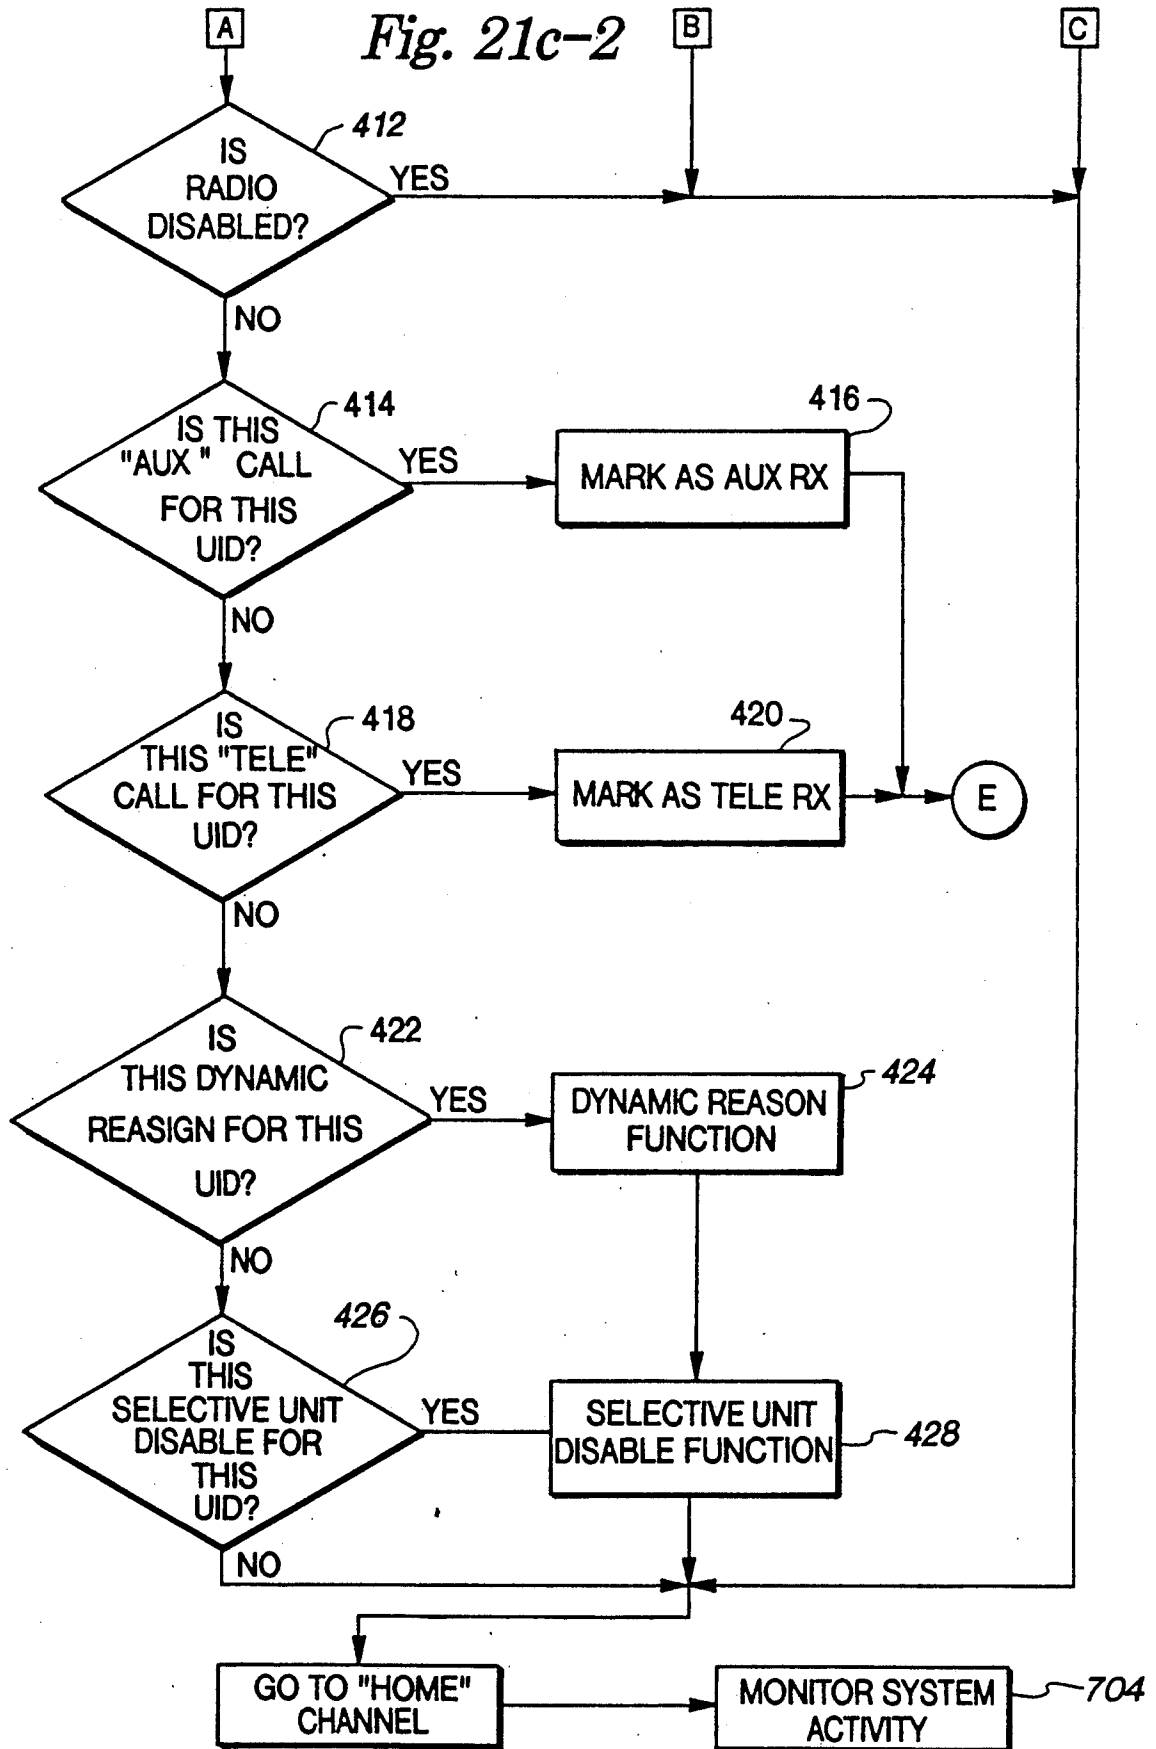 A
Fig. 21c-2
B
C
412
IS
RADIO
DISABLED?
YES
NO
414
IS THIS
"AUX " CALL
FOR THIS
UID?
YES
416
MARK AS AUX RX
NO
418
IS
THIS "TELE"
CALL FOR THIS
UID?
YES
420
MARK AS TELE RX
E
NO
422
IS
THIS DYNAMIC
REASIGN FOR THIS
UID?
YES
424
DYNAMIC REASON
FUNCTION
NO
426
IS
THIS
SELECTIVE UNIT
DISABLE FOR
THIS
UID?
YES
SELECTIVE UNIT
DISABLE FUNCTION
428
NO
GO TO "HOME"
CHANNEL
MONITOR SYSTEM
ACTIVITY
704